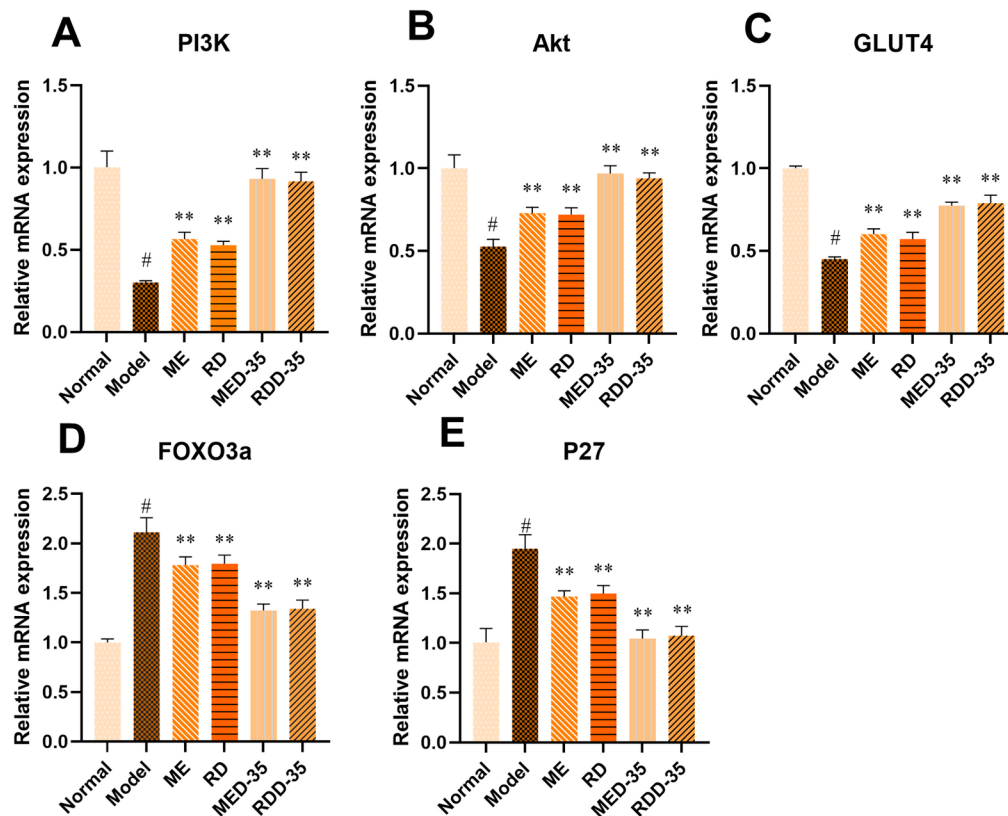 A
PI3K
Relative mRNA expression
1.5
1.0
0.5
0.0
#
**
**
**
**
Normal
Model
ME
RD
MED-35
RDD-35
B
Akt
Relative mRNA expression
1.5
1.0
0.5
0.0
#
**
**
**
**
Normal
Model
ME
RD
MED-35
RDD-35
C
GLUT4
Relative mRNA expression
1.5
1.0
0.5
0.0
#
**
**
**
**
Normal
Model
ME
RD
MED-35
RDD-35
D
FOXO3a
Relative mRNA expression
2.5
2.0
1.5
1.0
0.5
0.0
#
**
**
**
**
Normal
Model
ME
RD
MED-35
RDD-35
E
P27
Relative mRNA expression
2.5
2.0
1.5
1.0
0.5
0.0
#
**
**
**
**
Normal
Model
ME
RD
MED-35
RDD-35